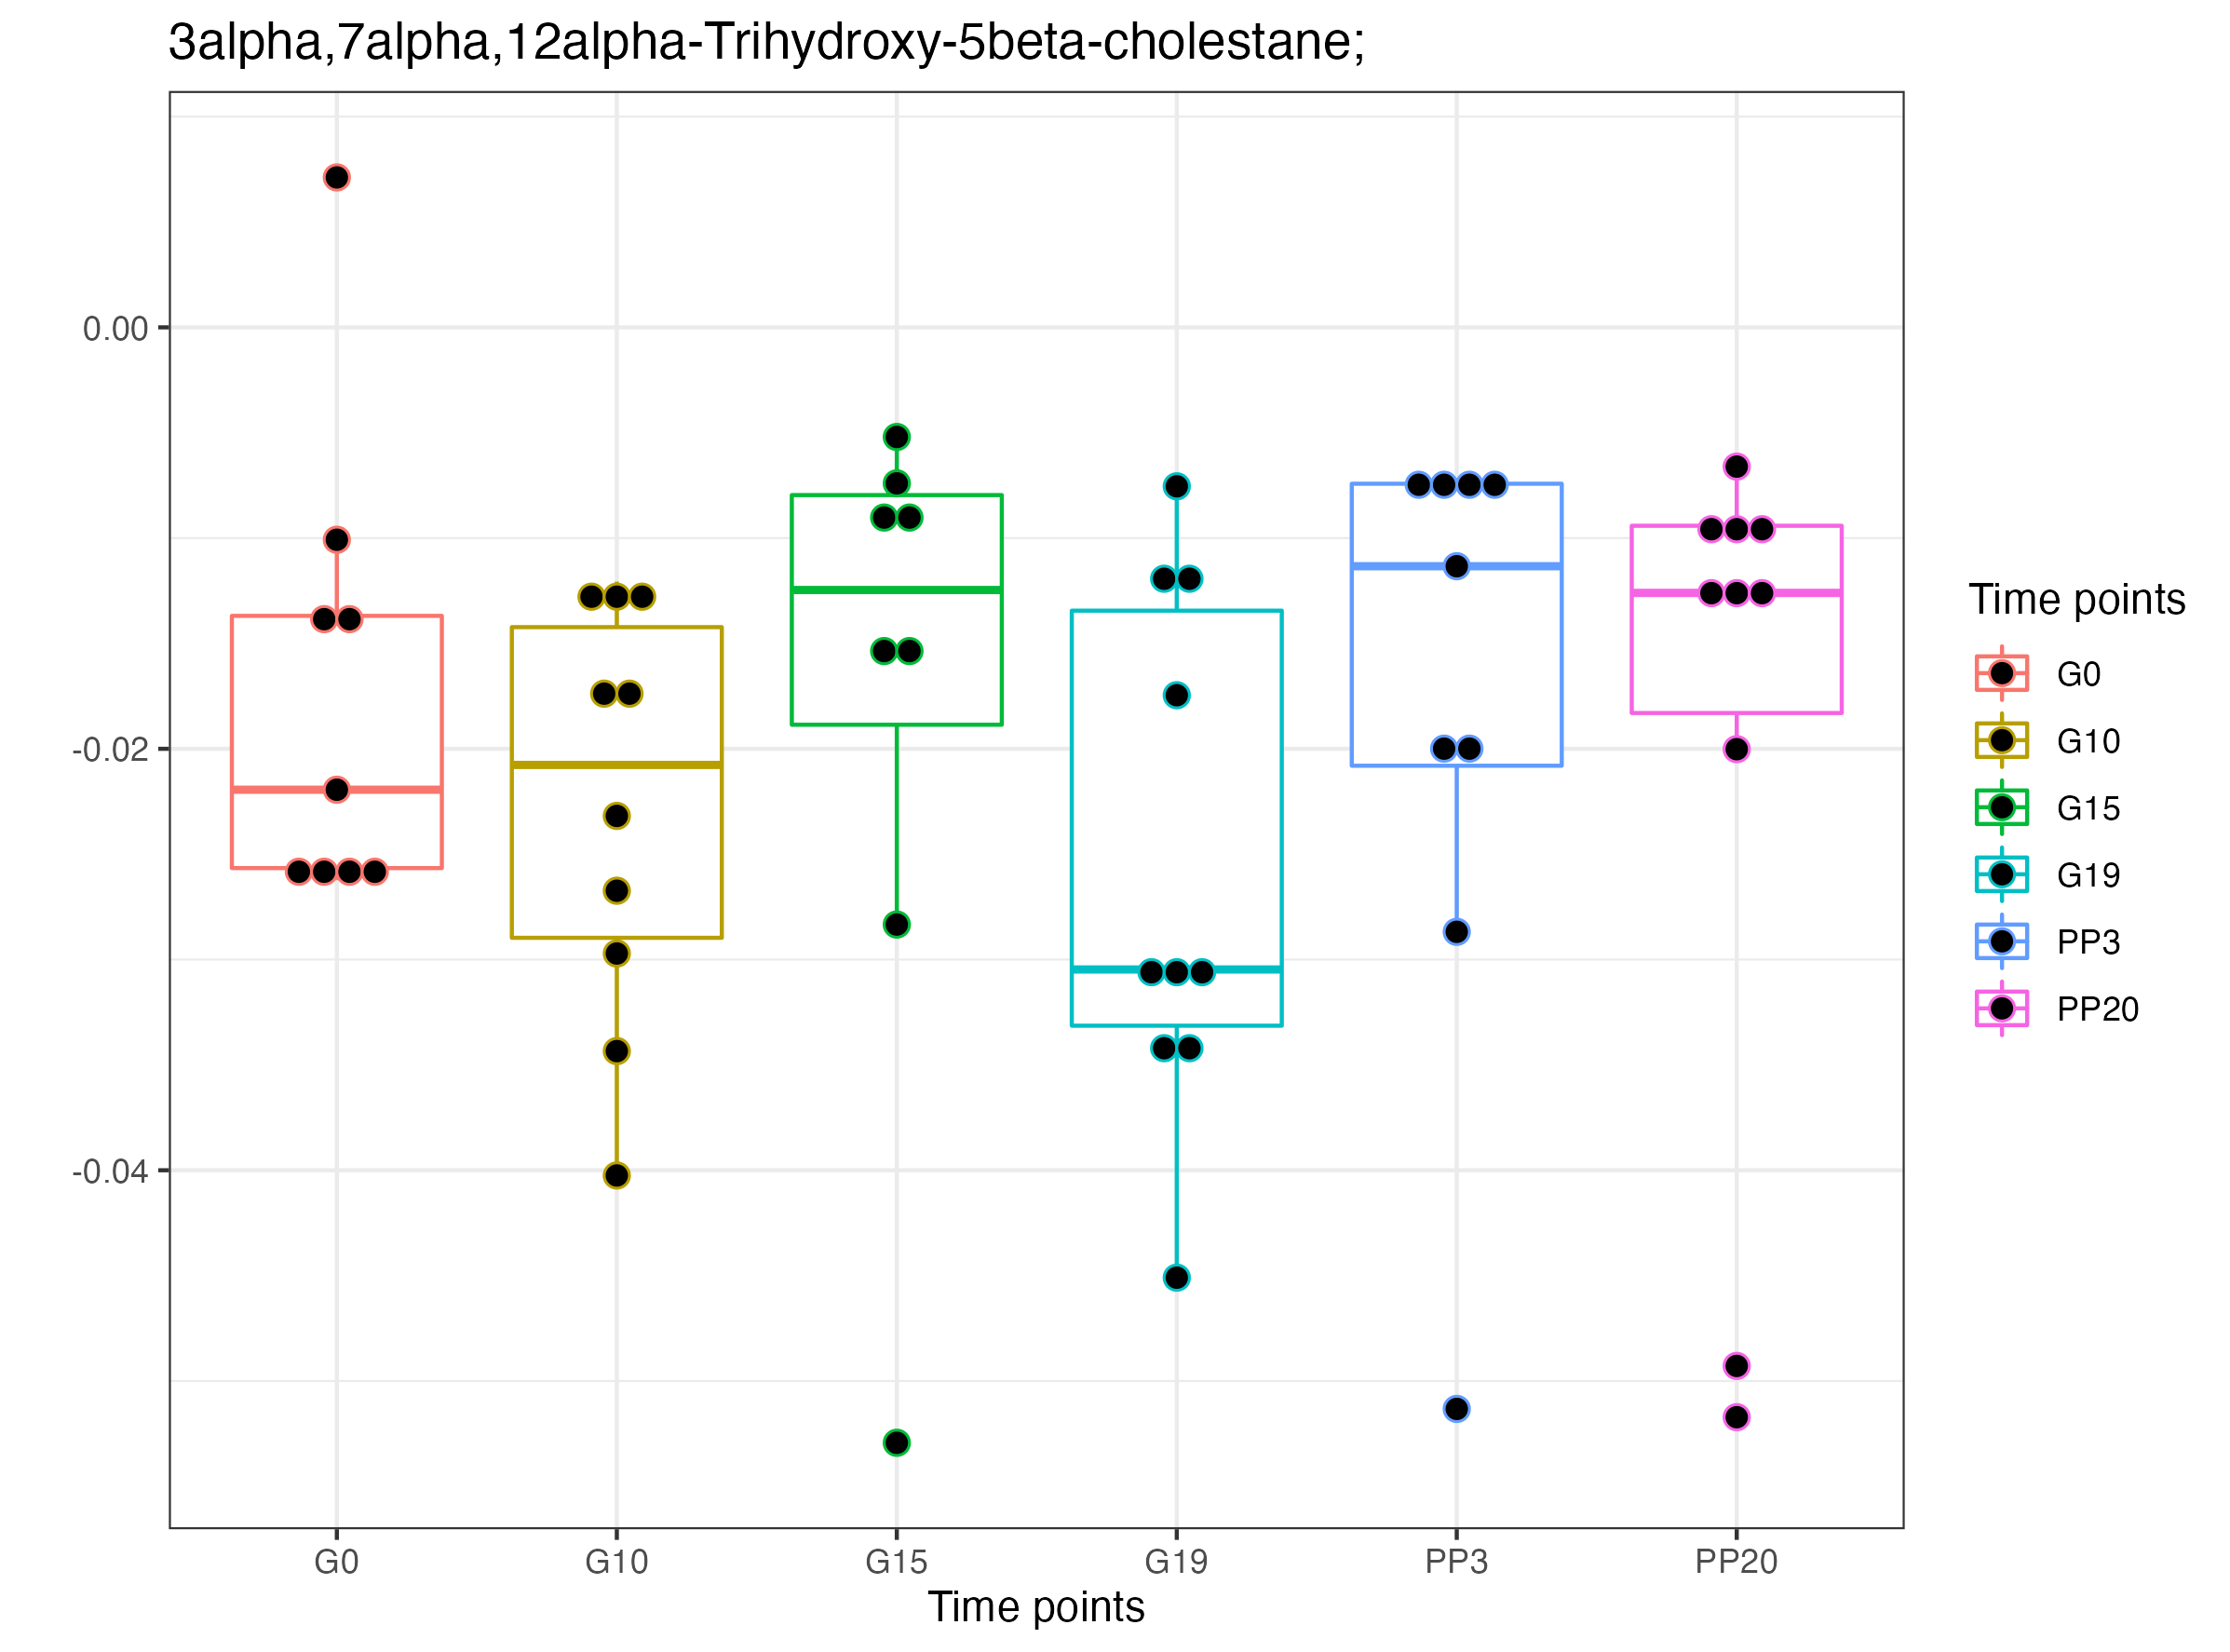 3alpha,7alpha,12alpha-Trihydroxy-5beta-cholestane;
0.00
-0.02
-0.04
G0
G10
G15
G19
PP3
PP20
Time points
Time points
G0
G10
G15
G19
PP3
PP20